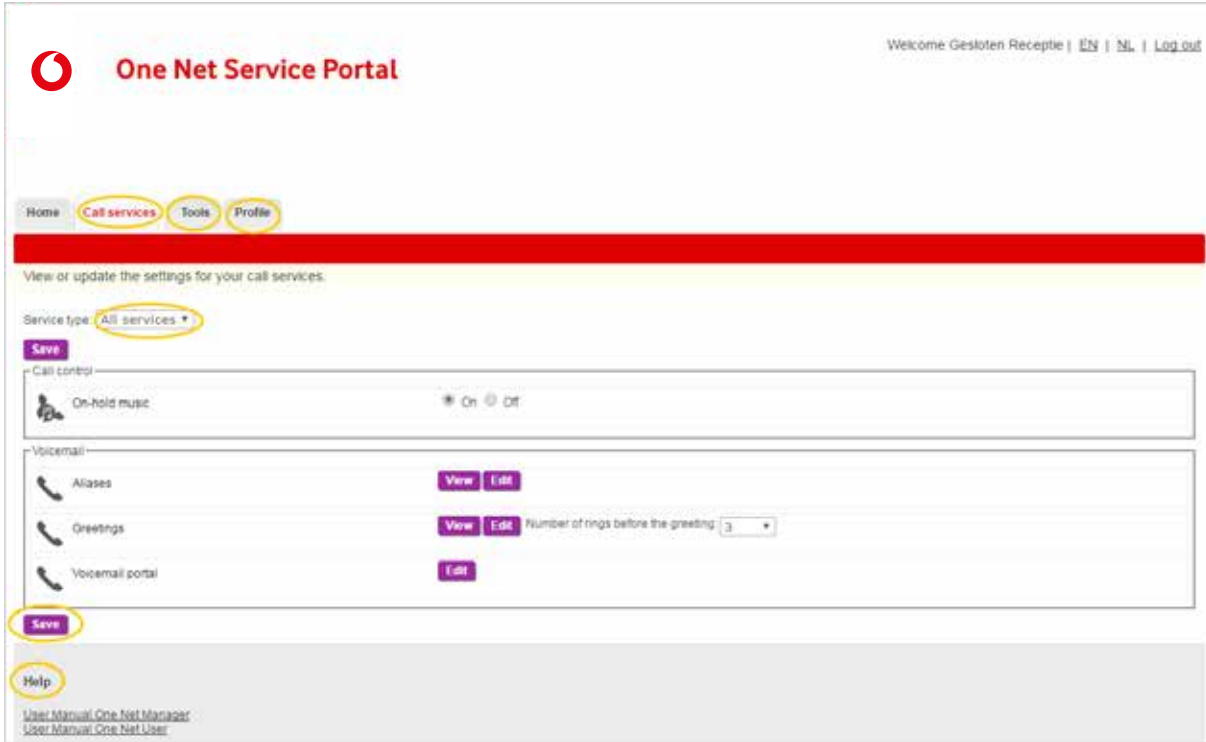 Welcome Gesloten Receptie | EN | NL | Log out
One Net Service Portal
Home Call services Tools Profile
View or update the settings for your call services.
Service type: All services
Save
Call control
On-hold music On Off
Voicemail
Aliases View Edit
Greetings View Edit Number of rings before the greeting: 3
Voicemail portal Edit
Save
Help
User Manual One Net Manager
User Manual One Net User